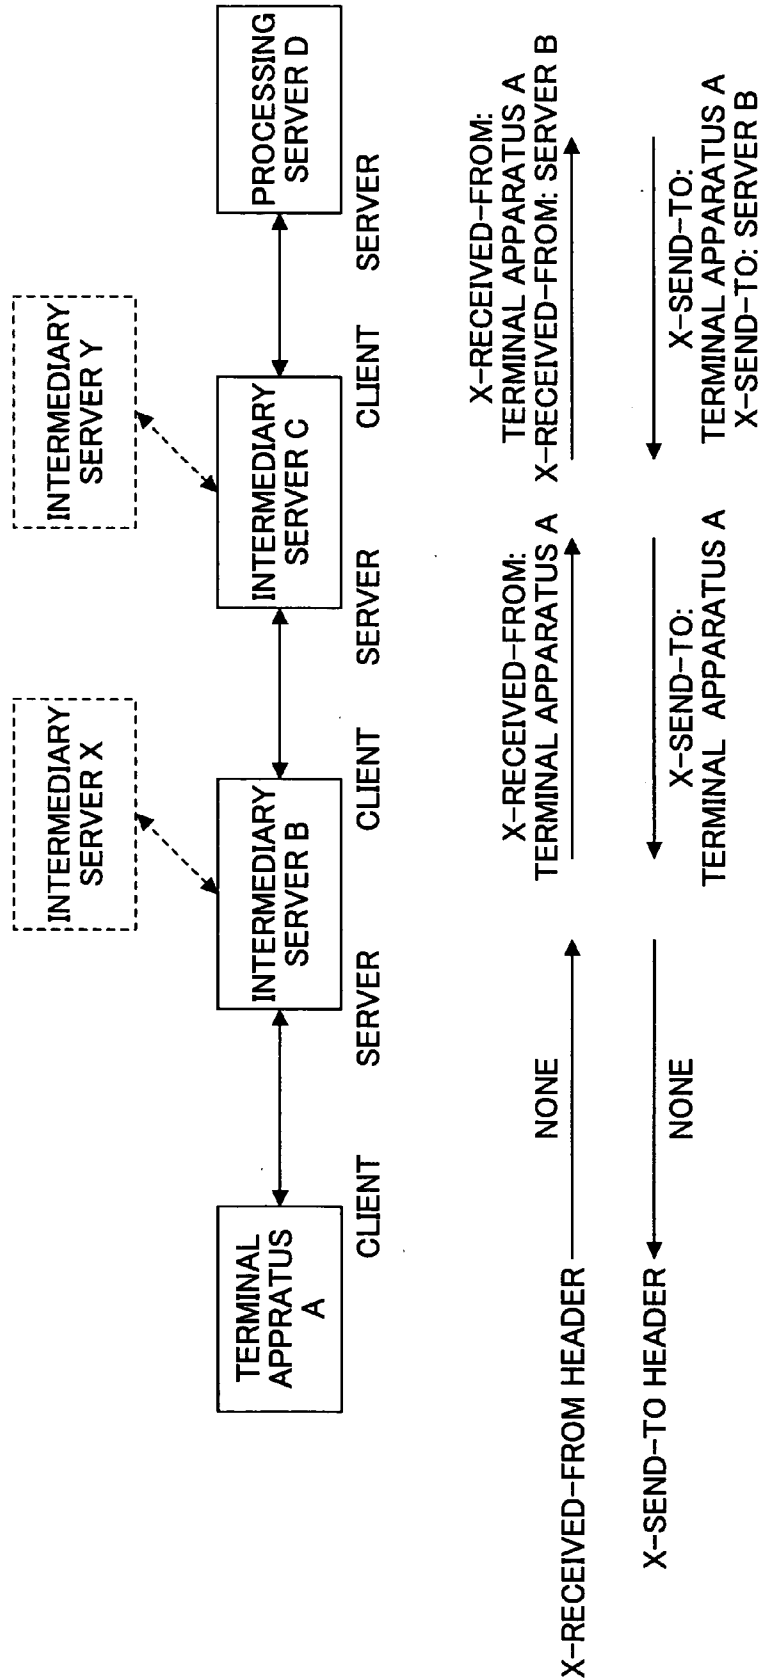 INTERMEDIARY
SERVER X
INTERMEDIARY
SERVER Y
TERMINAL
APPRATUS
A
INTERMEDIARY
SERVER B
INTERMEDIARY
SERVER C
PROCESSING
SERVER D
CLIENT
SERVER
CLIENT
SERVER
CLIENT
SERVER
X-RECEIVED-FROM HEADER
NONE
X-RECEIVED-FROM:
TERMINAL APPARATUS A
X-RECEIVED-FROM:
TERMINAL APPARATUS A
X-RECEIVED-FROM: SERVER B
X-SEND-TO HEADER
NONE
X-SEND-TO:
TERMINAL APPARATUS A
X-SEND-TO:
TERMINAL APPARATUS A
X-SEND-TO: SERVER B